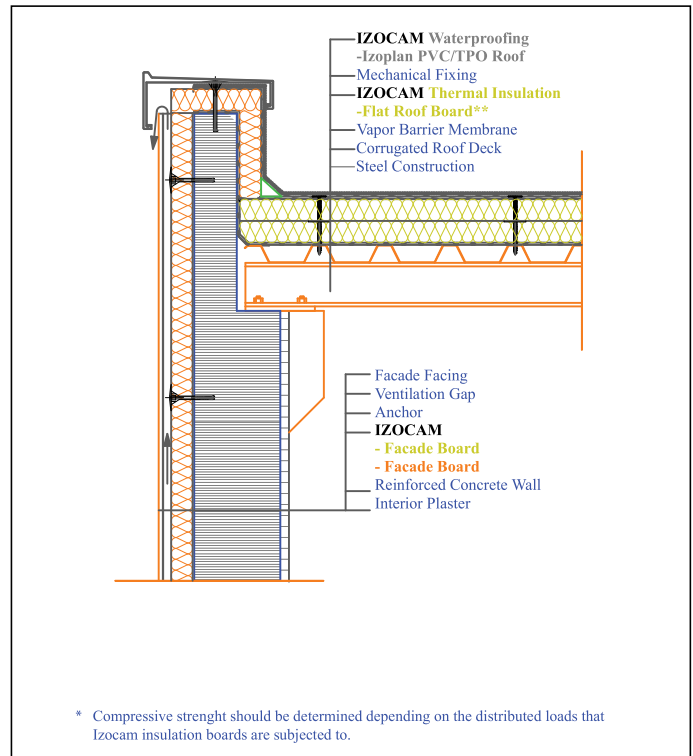 IZOCAM Waterproofing
-Izoplan PVC/TPO Roof
Mechanical Fixing
IZOCAM Thermal Insulation
-Flat Roof Board**
Vapor Barrier Membrane
Corrugated Roof Deck
Steel Construction
Facade Facing
Ventilation Gap
Anchor
IZOCAM
- Facade Board
- Facade Board
Reinforced Concrete Wall
Interior Plaster
* Compressive strenght should be determined depending on the distributed loads that
Izocam insulation boards are subjected to.